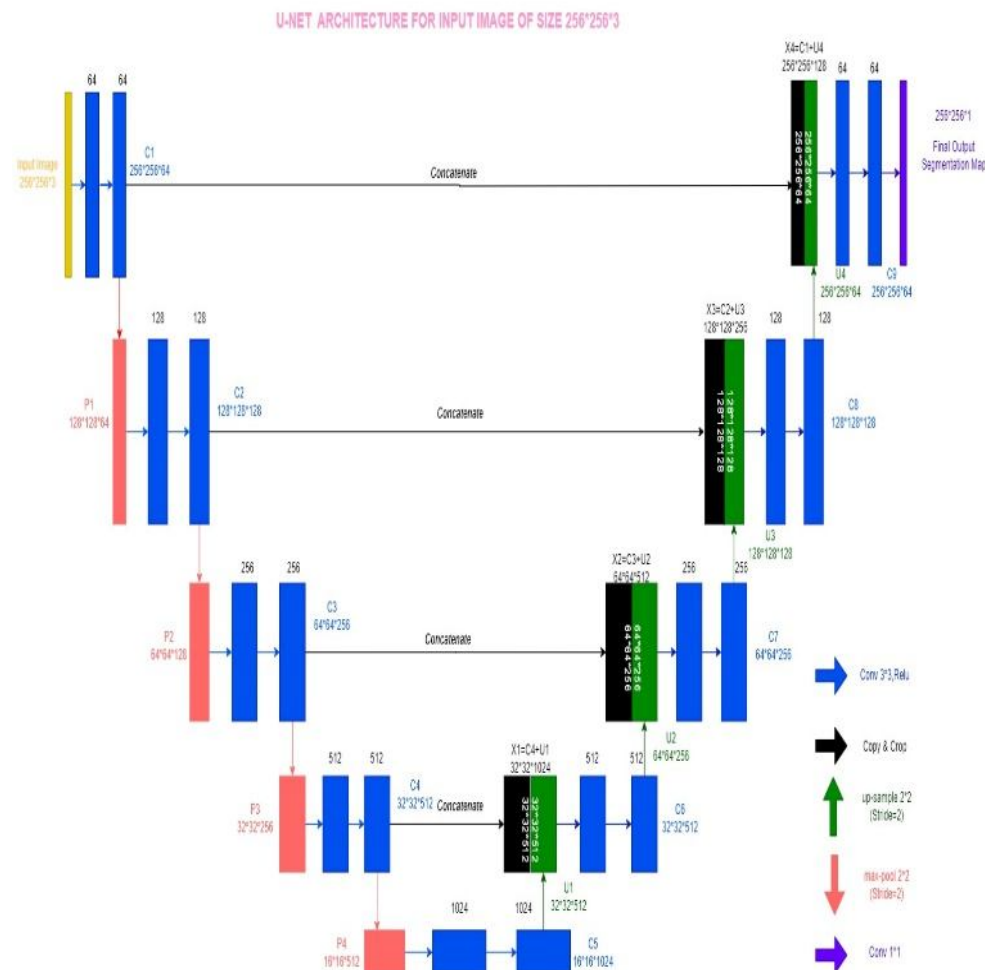 U-NET ARCHITECTURE FOR INPUT IMAGE OF SIZE 256*256*3
X4=C1+U4
256*256*128
64
64
64
64
Input Image
256*256*3
C1
256*256*64
Concatenate
256*256*64
256*256*64
256*256*1
Final Output
Segmentation Map
U4
256*256*64
C9
256*256*64
128
128
X3=C2+U3
128*128*256
128
128
P1
128*128*64
C2
128*128*128
Concatenate
128*128*128
128*128*128
C8
128*128*128
U3
128*128*128
256
256
X2=C3+U2
64*64*512
256
256
P2
64*64*128
C3
64*64*256
Concatenate
64*64*256
64*64*256
C7
64*64*256
Conv 3*3,Relu
U2
64*64*256
Copy & Crop
512
512
X1=C4+U1
32*32*1024
512
512
P3
32*32*256
C4
32*32*512
Concatenate
32*32*512
32*32*512
C6
32*32*512
up-sample 2*2
(Stride=2)
U1
32*32*512
max-pool 2*2
(Stride=2)
1024
1024
P4
16*16*512
C5
16*16*1024
Conv 1*1